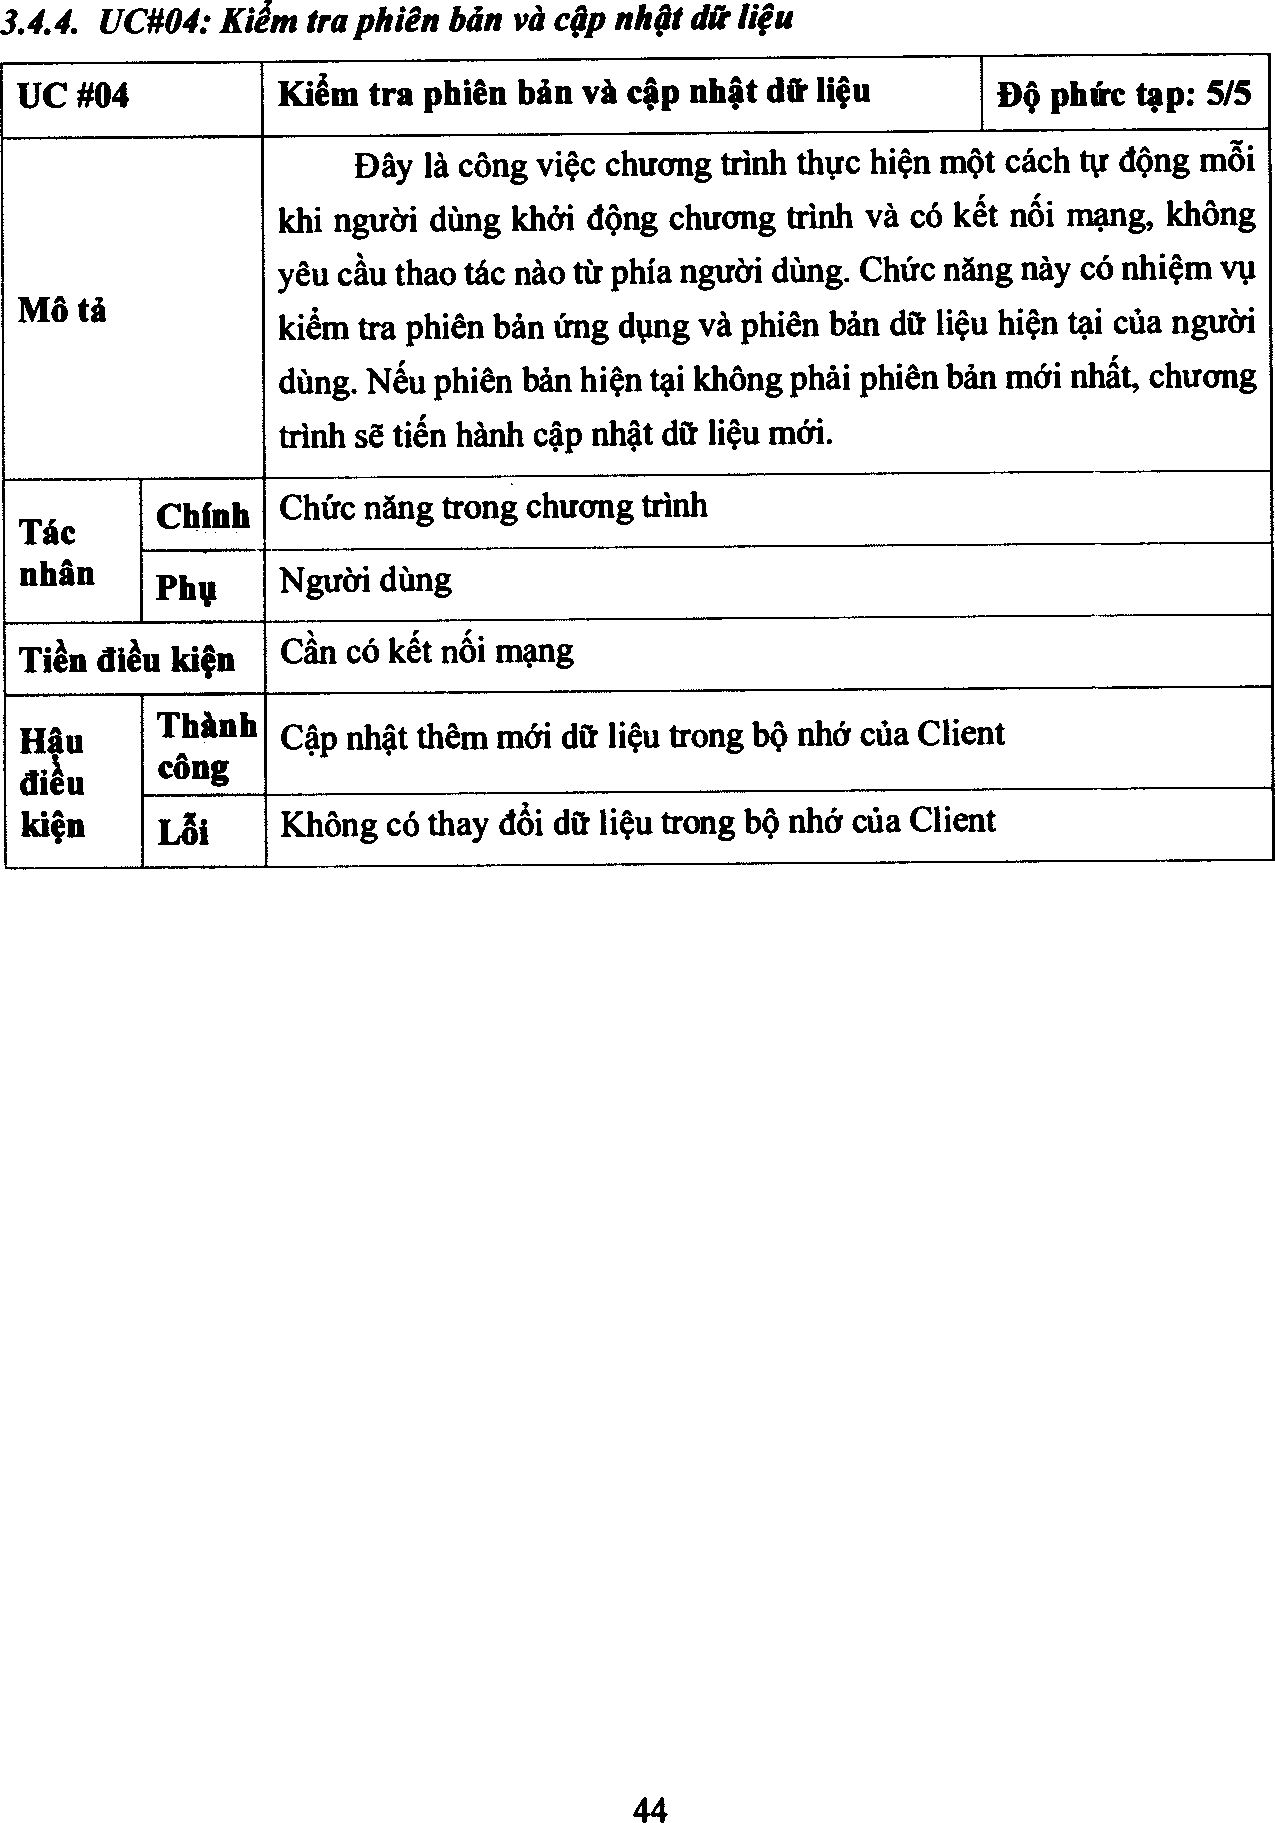 3.4.4. UC#04: Kiểm tra phiên bản và cập nhật dữ liệu
UC #04
Kiểm tra phiên bản và cập nhật dữ liệu
Độ phức tạp: 5/5
Mô tả
Đây là công việc chương trình thực hiện một cách tự động mỗi
khi người dùng khởi động chương trình và có kết nối mạng, không
yêu cầu thao tác nào từ phía người dùng. Chức năng này có nhiệm vụ
kiểm tra phiên bản ứng dụng và phiên bản dữ liệu hiện tại của người
dùng. Nếu phiên bản hiện tại không phải phiên bản mới nhất, chương
trình sẽ tiến hành cập nhật dữ liệu mới.
Tác
nhân
Chính
Chức năng trong chương trình
Phụ
Người dùng
Tiền điều kiện
Cần có kết nối mạng
Hậu
điều
kiện
Thành
công
Cập nhật thêm mới dữ liệu trong bộ nhớ của Client
Lỗi
Không có thay đổi dữ liệu trong bộ nhớ của Client
44